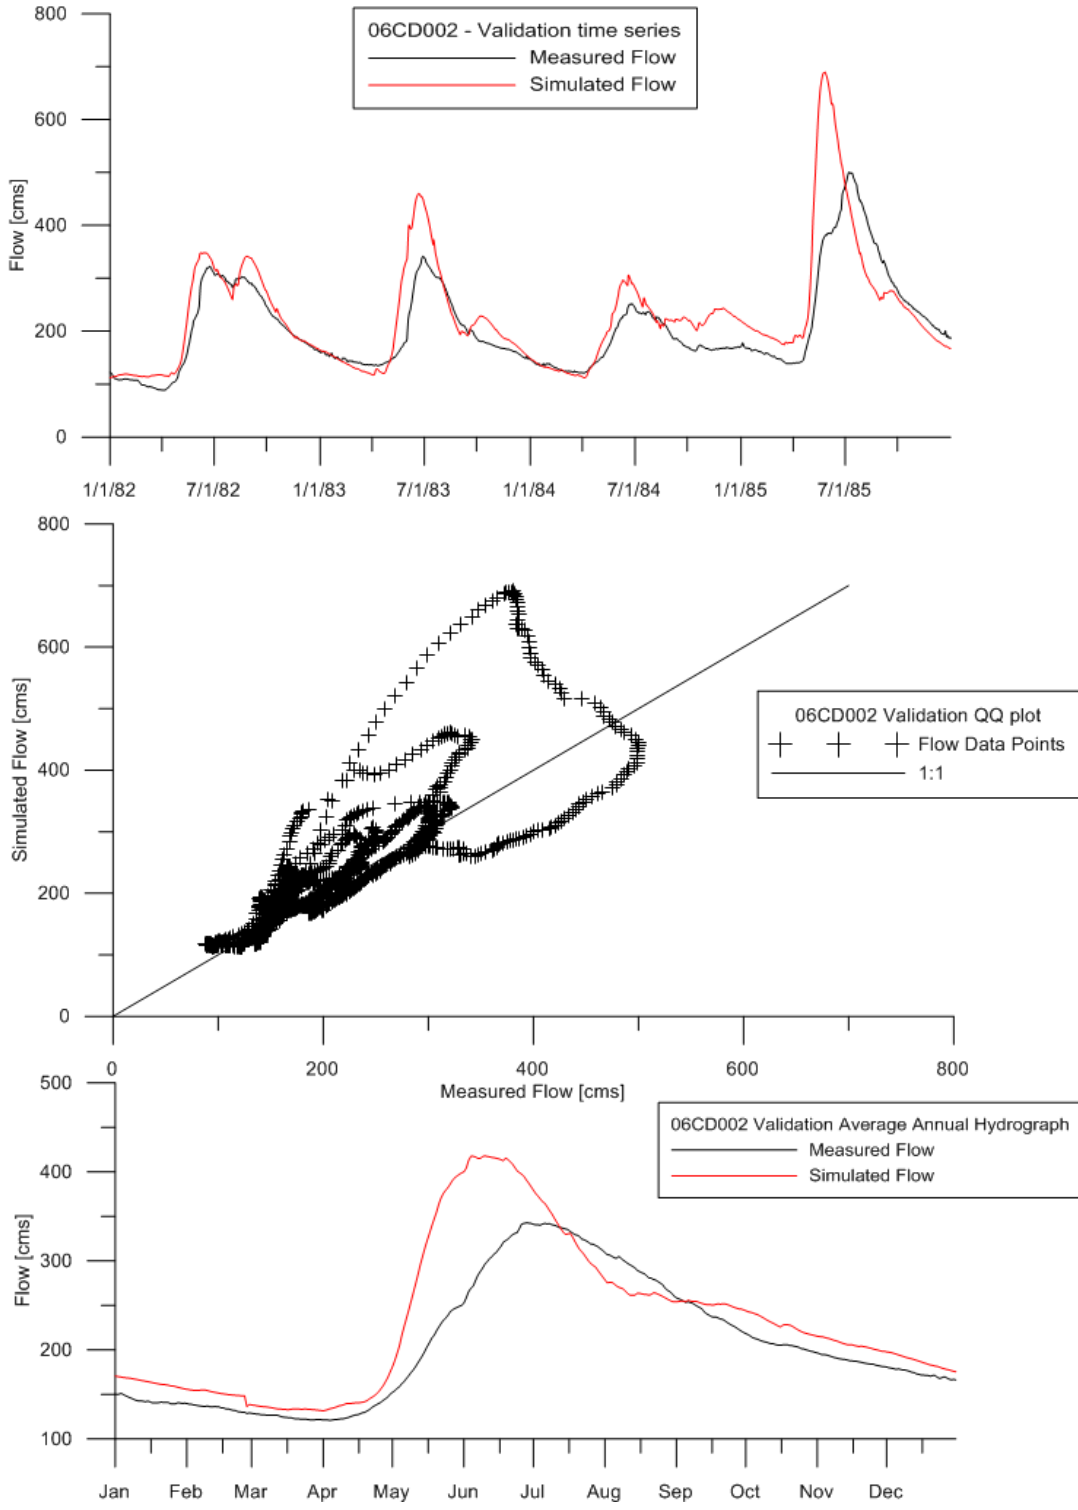 800
06CD002 - Validation time series
Measured Flow
Simulated Flow
600
400
200
0
Flow [cms]
1/1/82 7/1/82 1/1/83 7/1/83 1/1/84 7/1/84 1/1/85 7/1/85
800
600
400
200
0
Simulated Flow [cms]
06CD002 Validation QQ plot
Flow Data Points
1:1
0 200 400 600 800
Measured Flow [cms]
500
400
300
200
100
Flow [cms]
06CD002 Validation Average Annual Hydrograph
Measured Flow
Simulated Flow
Jan Feb Mar Apr May Jun Jul Aug Sep Oct Nov Dec